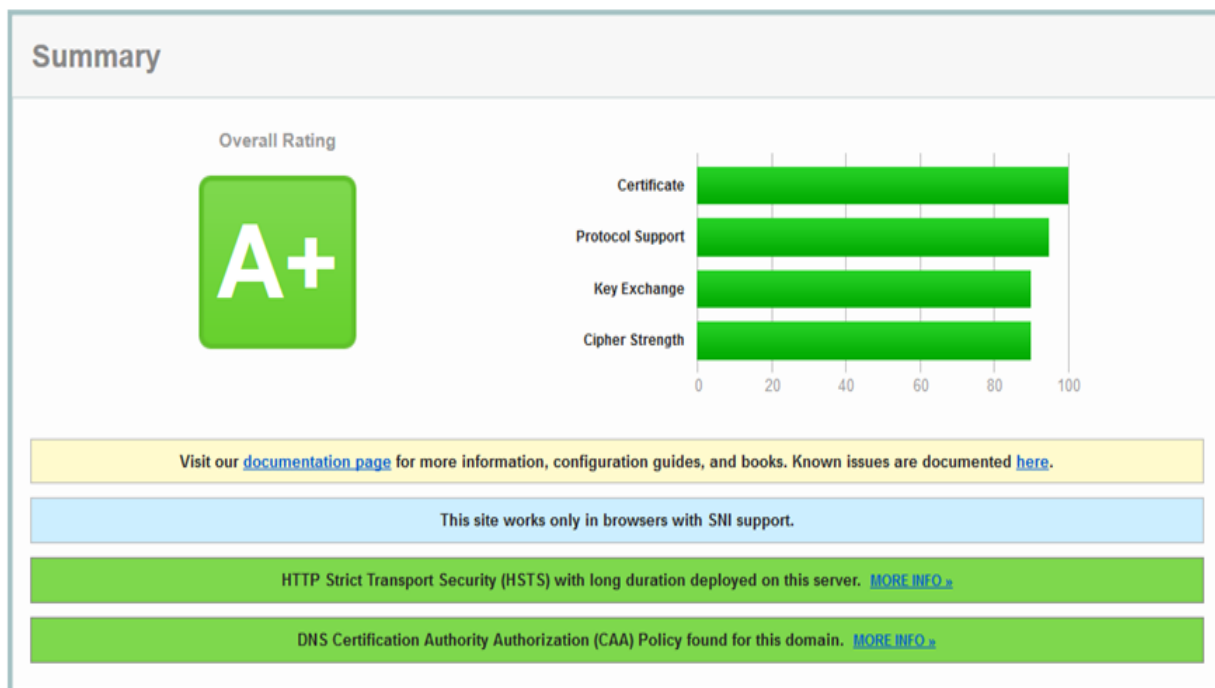 Summary
Overall Rating
A+
Certificate
Protocol Support
Key Exchange
Cipher Strength
0 20 40 60 80 100
Visit our documentation page for more information, configuration guides, and books. Known issues are documented here.
This site works only in browsers with SNI support.
HTTP Strict Transport Security (HSTS) with long duration deployed on this server. MORE INFO »
DNS Certification Authority Authorization (CAA) Policy found for this domain. MORE INFO »